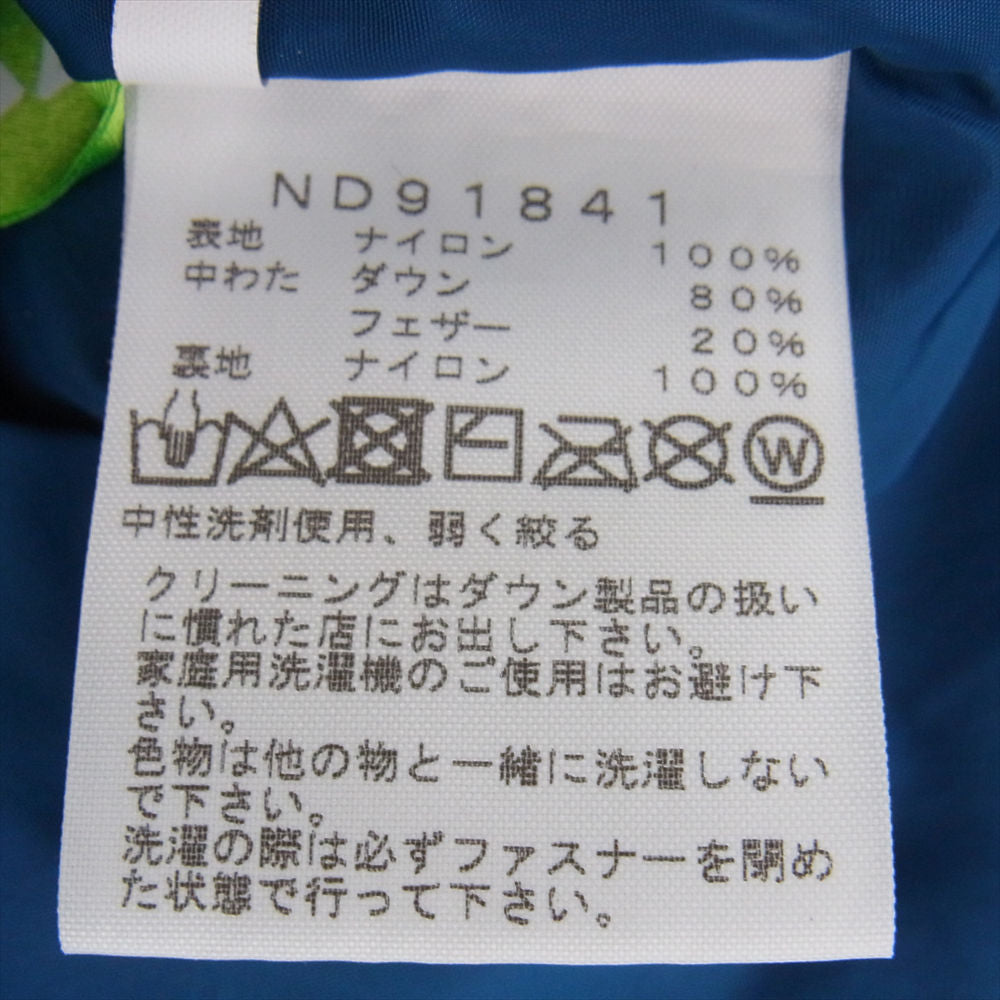 ND91841
表地 ナイロン 100%
中わた ダウン 80%
フェザー 20%
裏地 ナイロン 100%
W
中性洗剤使用、弱く絞る
クリーニングはダウン製品の扱い
に慣れた店にお出し下さい。
家庭用洗濯機のご使用はお避け下
さい。
色物は他の物と一緒に洗濯しない
で下さい。
洗濯の際は必ずファスナーを閉め
た状態で行って下さい。